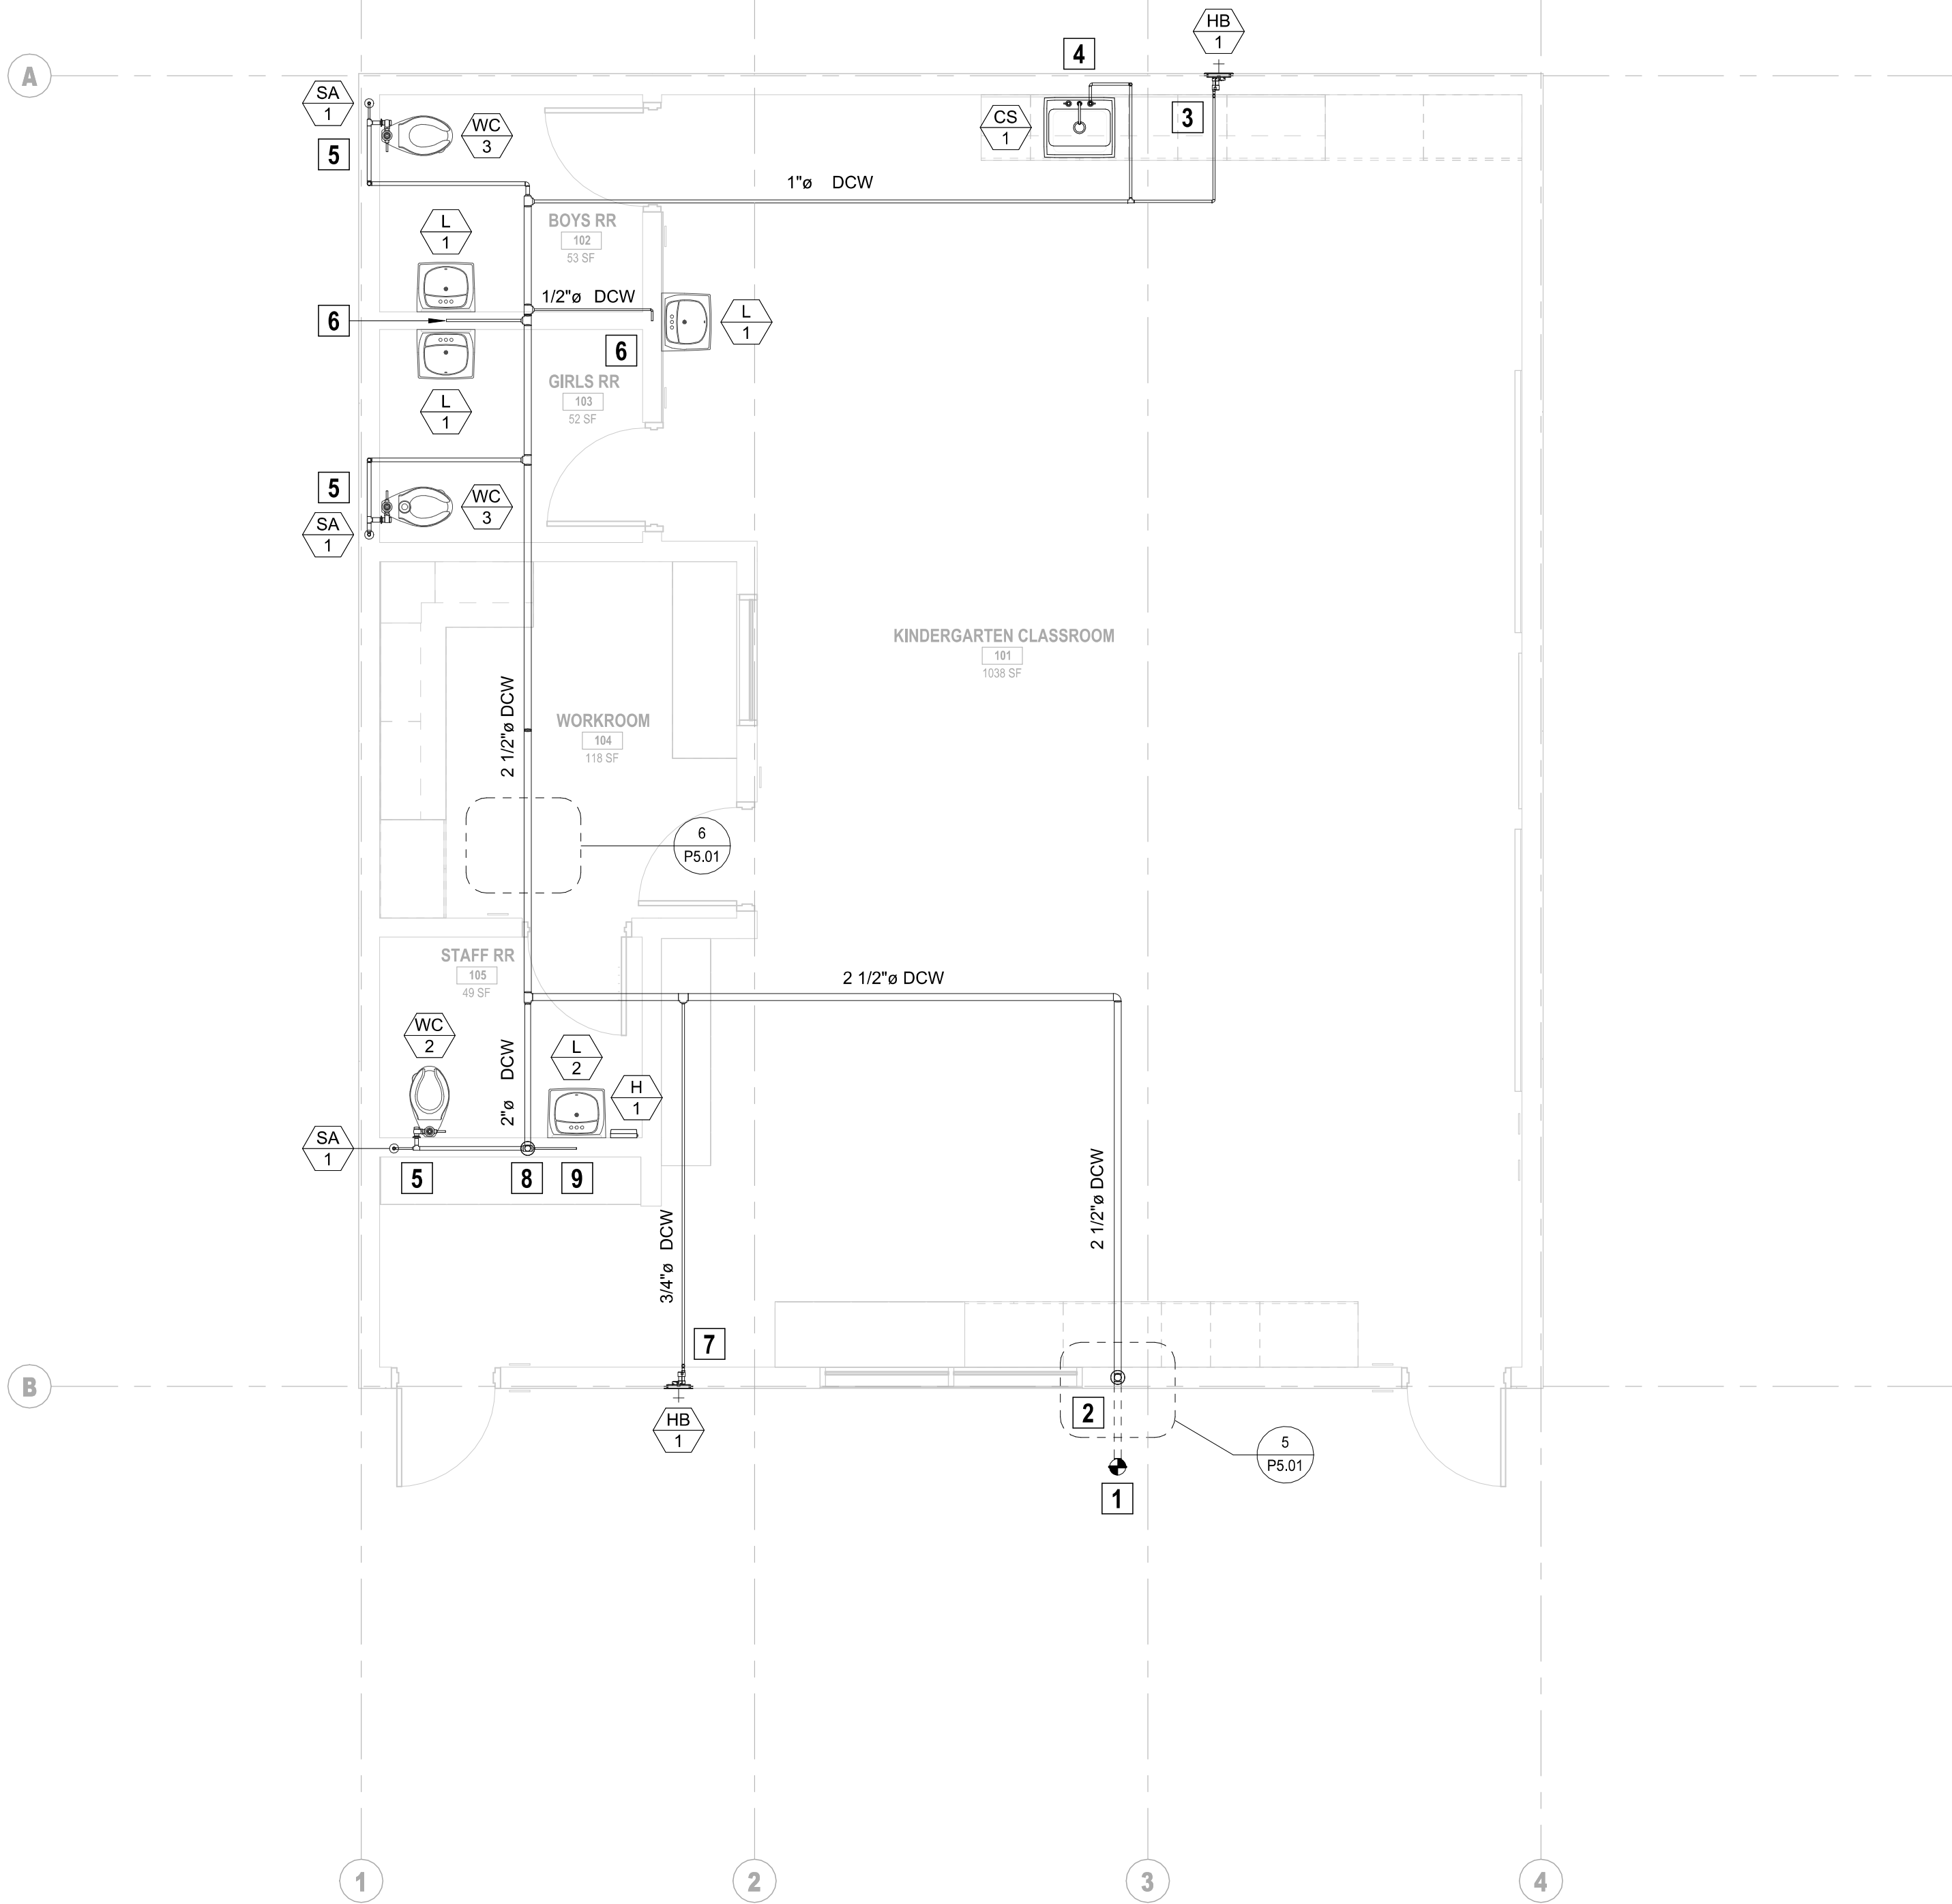 HB
1
4
A
SA
1
CS
1
3
WC
3
5
1"ø DCW
L
1
BOYS RR
102
53 SF
1/2"ø DCW
6
L
1
6
GIRLS RR
103
52 SF
L
1
5
WC
3
SA
1
KINDERGARTEN CLASSROOM
101
1038 SF
2 1/2"ø DCW
WORKROOM
104
118 SF
6
P5.01
STAFF RR
105
49 SF
2 1/2"ø DCW
WC
2
2"ø DCW
L
2
H
1
SA
1
5
8
9
2 1/2"ø DCW
3/4"ø DCW
7
B
HB
1
2
5
P5.01
1
1
2
3
4